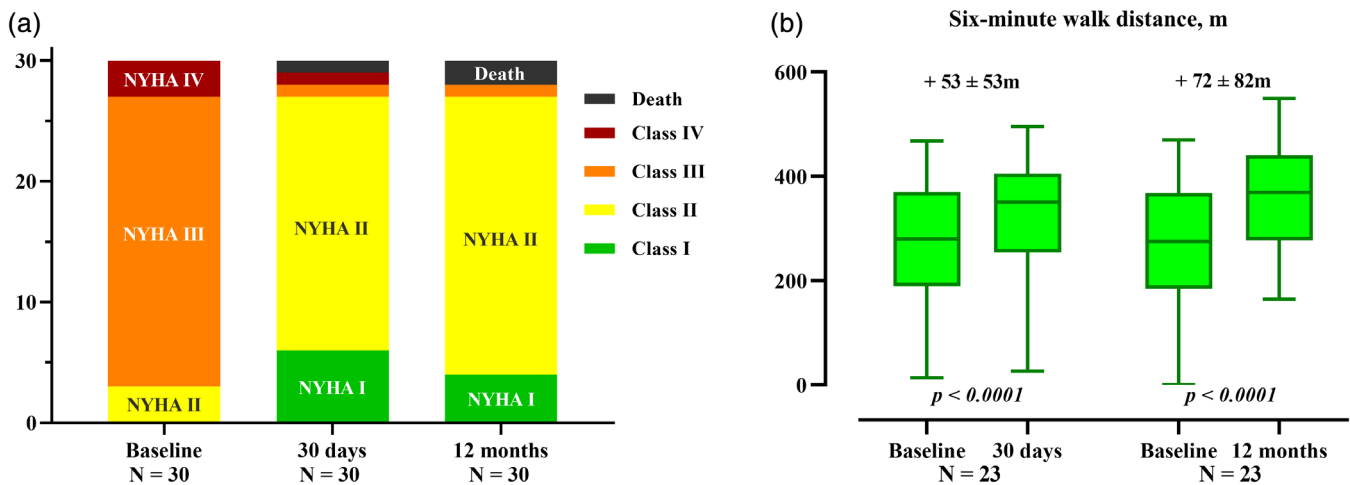 (a)
30
20
10
0
NYHA IV
NYHA III
NYHA II
NYHA II
NYHA I
Death
NYHA II
NYHA I
Baseline
N = 30
30 days
N = 30
12 months
N = 30
Death
Class IV
Class III
Class II
Class I
(b)
Six-minute walk distance, m
600
400
200
0
+ 53 ± 53m
+ 72 ± 82m
p < 0.0001
p < 0.0001
Baseline 30 days
N = 23
Baseline 12 months
N = 23